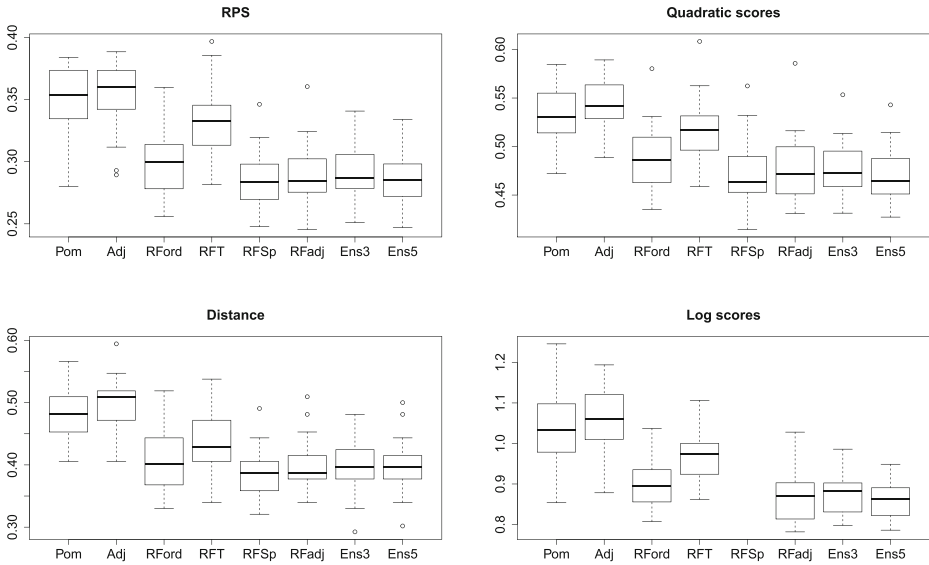 RPS
0.40
0.35
0.30
0.25
Pom Adj RFord RFT RFSp RFadj Ens3 Ens5
Quadratic scores
0.60
0.55
0.50
0.45
Pom Adj RFord RFT RFSp RFadj Ens3 Ens5
Distance
0.60
0.50
0.40
0.30
Pom Adj RFord RFT RFSp RFadj Ens3 Ens5
Log scores
1.2
1.1
1.0
0.9
0.8
Pom Adj RFord RFT RFSp RFadj Ens3 Ens5